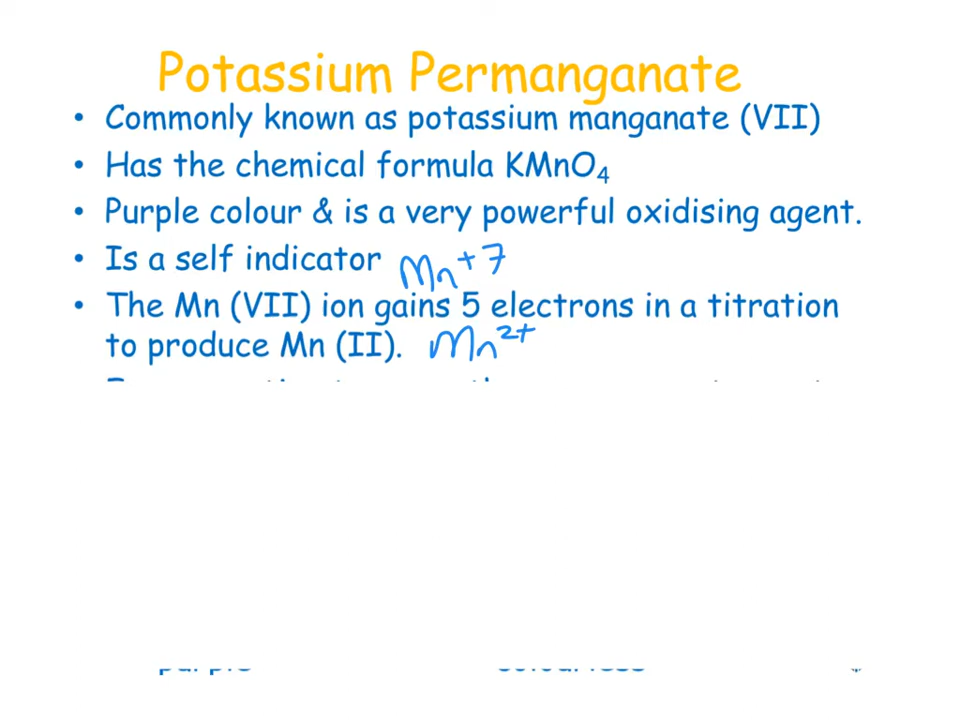 Potassium Permanganate
• Commonly known as potassium manganate (VII)
• Has the chemical formula KMnO₄
• Purple colour & is a very powerful oxidising agent.
• Is a self indicator Mn⁺⁷
• The Mn (VII) ion gains 5 electrons in a titration
to produce Mn (II). Mn²⁺
purple colourless